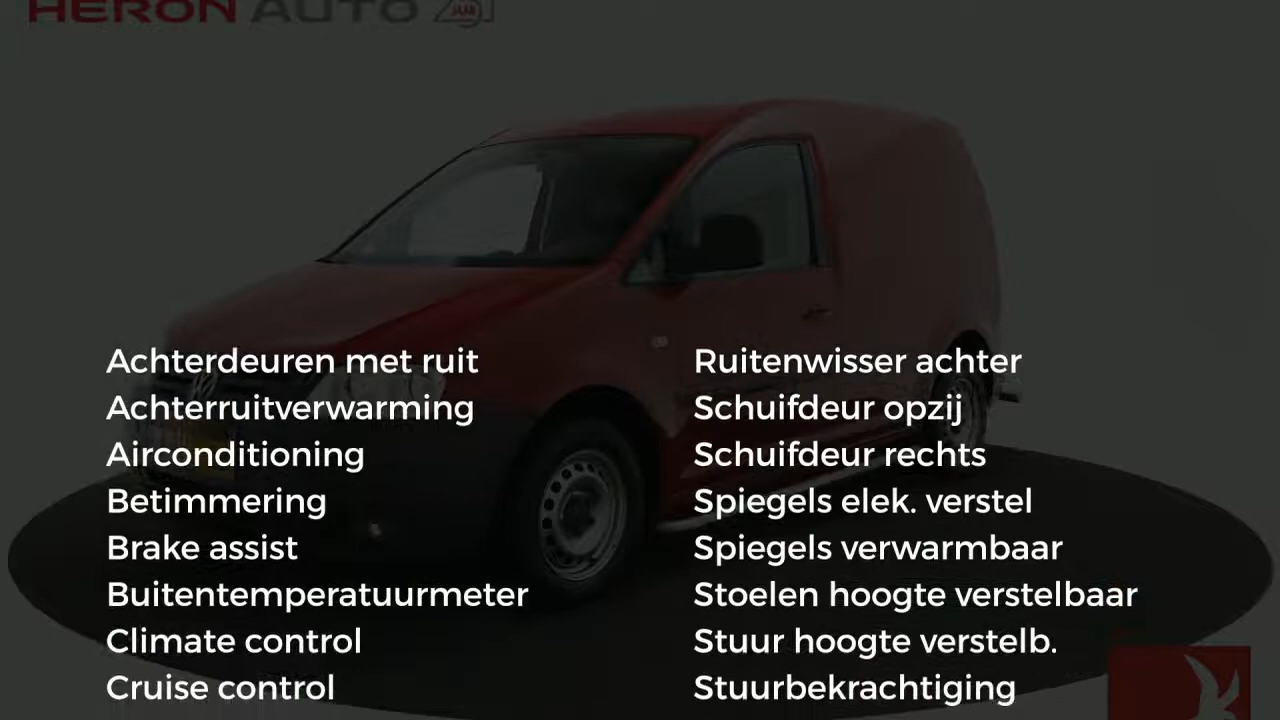 HERON AUTO
JAAR
Achterdeuren met ruit
Achterruitverwarming
Airconditioning
Betimmering
Brake assist
Buitentemperatuurmeter
Climate control
Cruise control
Ruitenwisser achter
Schuifdeur opzij
Schuifdeur rechts
Spiegels elek. verstel
Spiegels verwarmbaar
Stoelen hoogte verstelbaar
Stuur hoogte verstelb.
Stuurbekrachtiging